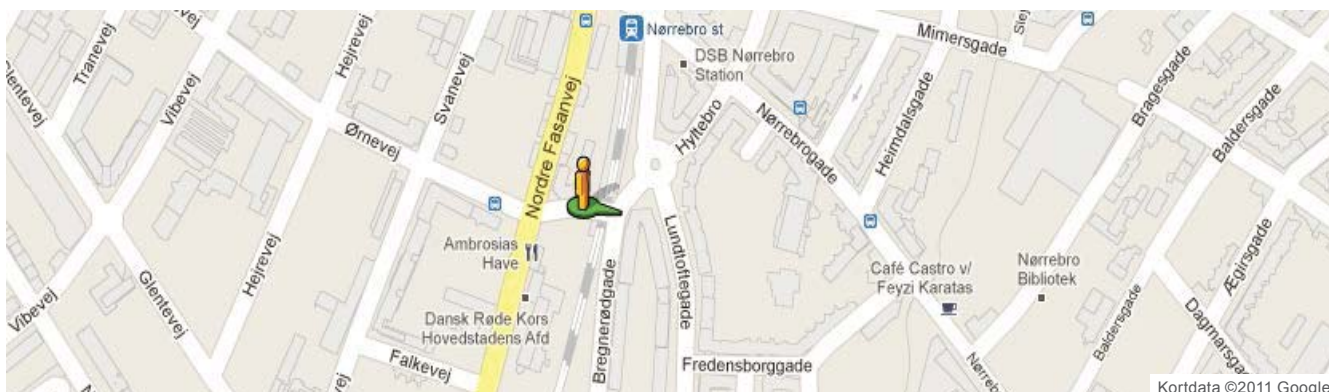 Nørrebro st
DSB Nørrebro
Station
Mimersgade
Tranevej
Hejrevej
Glentevej
Vibevej
Svanevej
Ørnevej
Nordre Fasanvej
Hyltebro
Nørrebrogade
Heimdalsgade
Bragesgade
Baldersgade
Ambrosias
Have
Lundtoftegade
Café Castro v/
Feyzi Karatas
Nørrebro
Bibliotek
Ægirsgade
Hejrevej
Glentevej
Vibevej
Dansk Røde Kors
Hovedstadens Afd
Bregnerødgade
Baldersgade
Dagmarsg
Falkevej
Fredensborggade
Nørrebro
Kortdata ©2011 Google